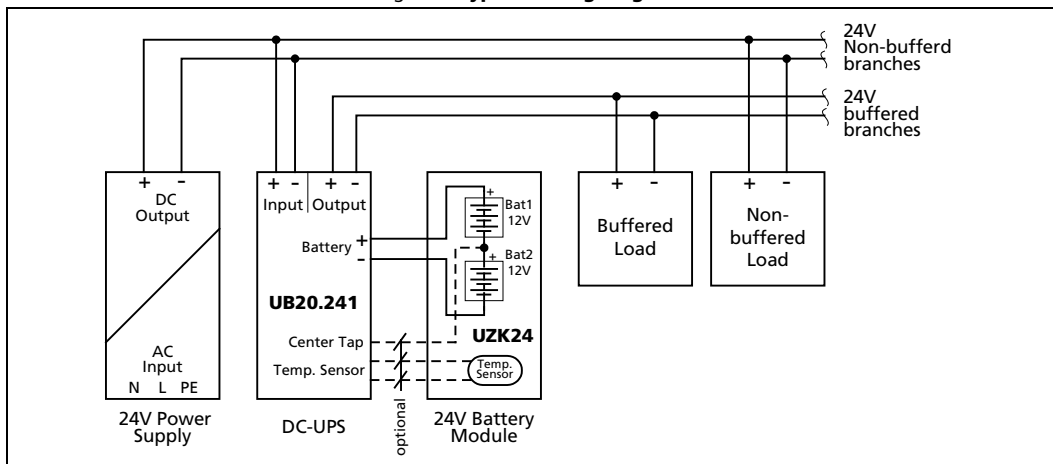 24V
Non-bufferd
branches
24V
buffered
branches
+ -
DC
Output
AC
Input
N L PE
24V Power
Supply
+ - + -
Input Output
Battery +
-
UB20.241
Center Tap
Temp. Sensor
DC-UPS
optional
+
Bat1
12V
+
Bat2
12V
UZK24
Temp.
Sensor
24V Battery
Module
+ -
Buffered
Load
+ -
Non-
buffered
Load